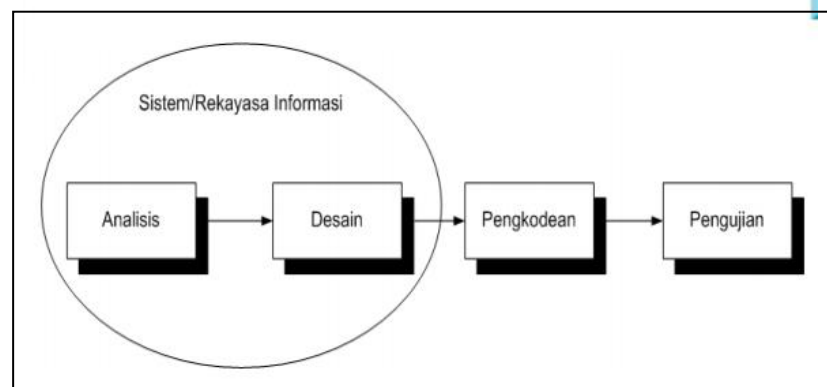 Sistem/Rekayasa Informasi
Analisis
Desain
Pengkodean
Pengujian